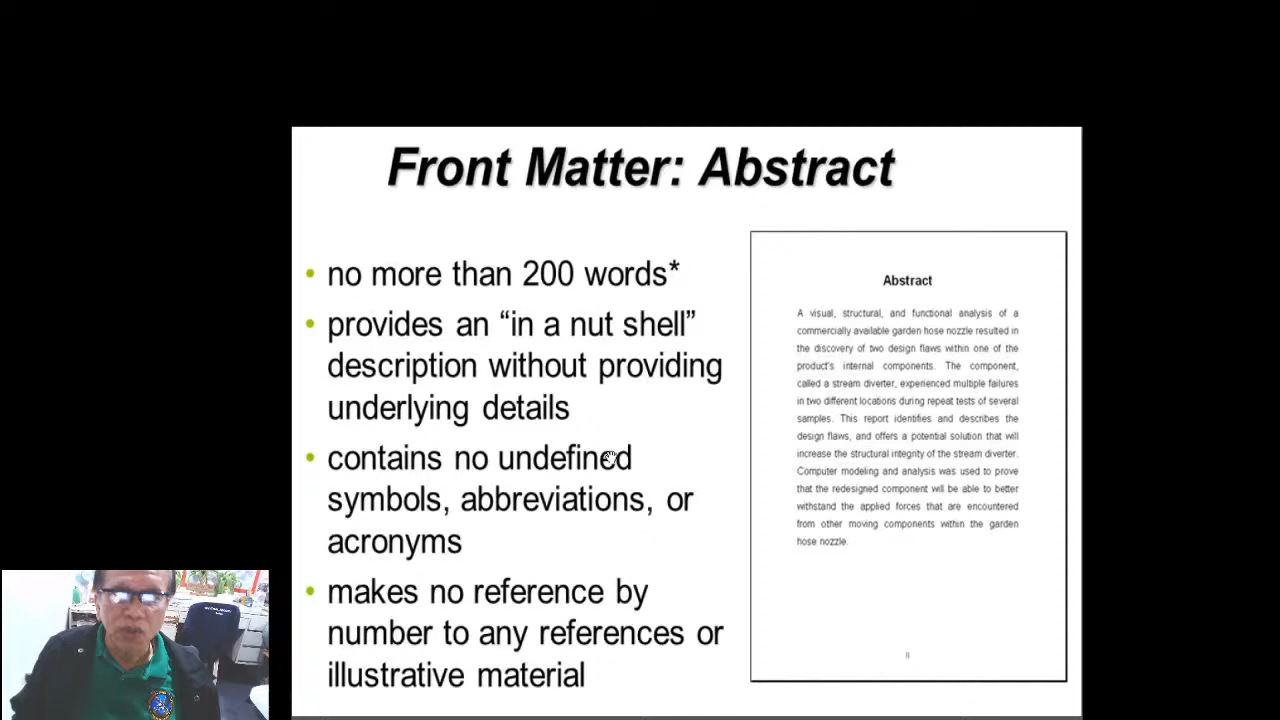 Front Matter: Abstract
• no more than 200 words*
• provides an “in a nut shell”
description without providing
underlying details
• contains no undefined
symbols, abbreviations, or
acronyms
• makes no reference by
number to any references or
illustrative material
Abstract
A visual, structural, and functional analysis of a
commercially available garden hose nozzle resulted in
the discovery of two design flaws within one of the
product's internal components. The component,
called a stream diverter, experienced multiple failures
in two different locations during repeat tests of several
samples. This report identifies and describes the
design flaws, and offers a potential solution that will
increase the structural integrity of the stream diverter.
Computer modeling and analysis was used to prove
that the redesigned component will be able to better
withstand the applied forces that are encountered
from other moving components within the garden
hose nozzle.